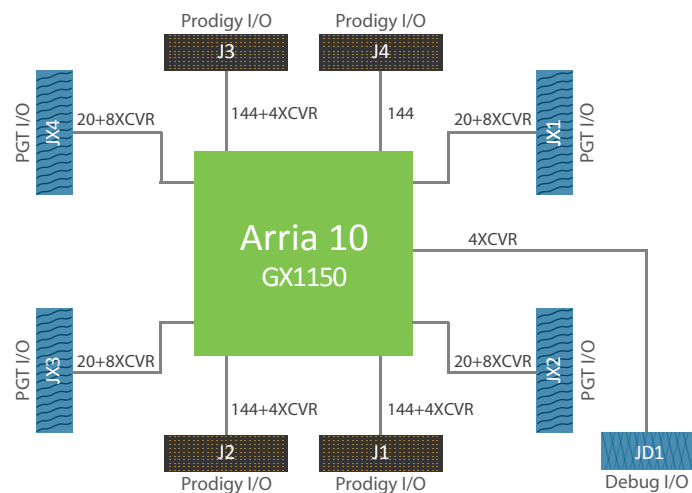 Prodigy I/O
Prodigy I/O
J3
J4
144+4XCVR
144
PGT I/O
JX4
20+8XCVR
20+8XCVR
JX1
PGT I/O
Arria 10
GX1150
4XCVR
PGT I/O
JX3
20+8XCVR
20+8XCVR
JX2
PGT I/O
144+4XCVR
144+4XCVR
J2
J1
JD1
Prodigy I/O
Prodigy I/O
Debug I/O